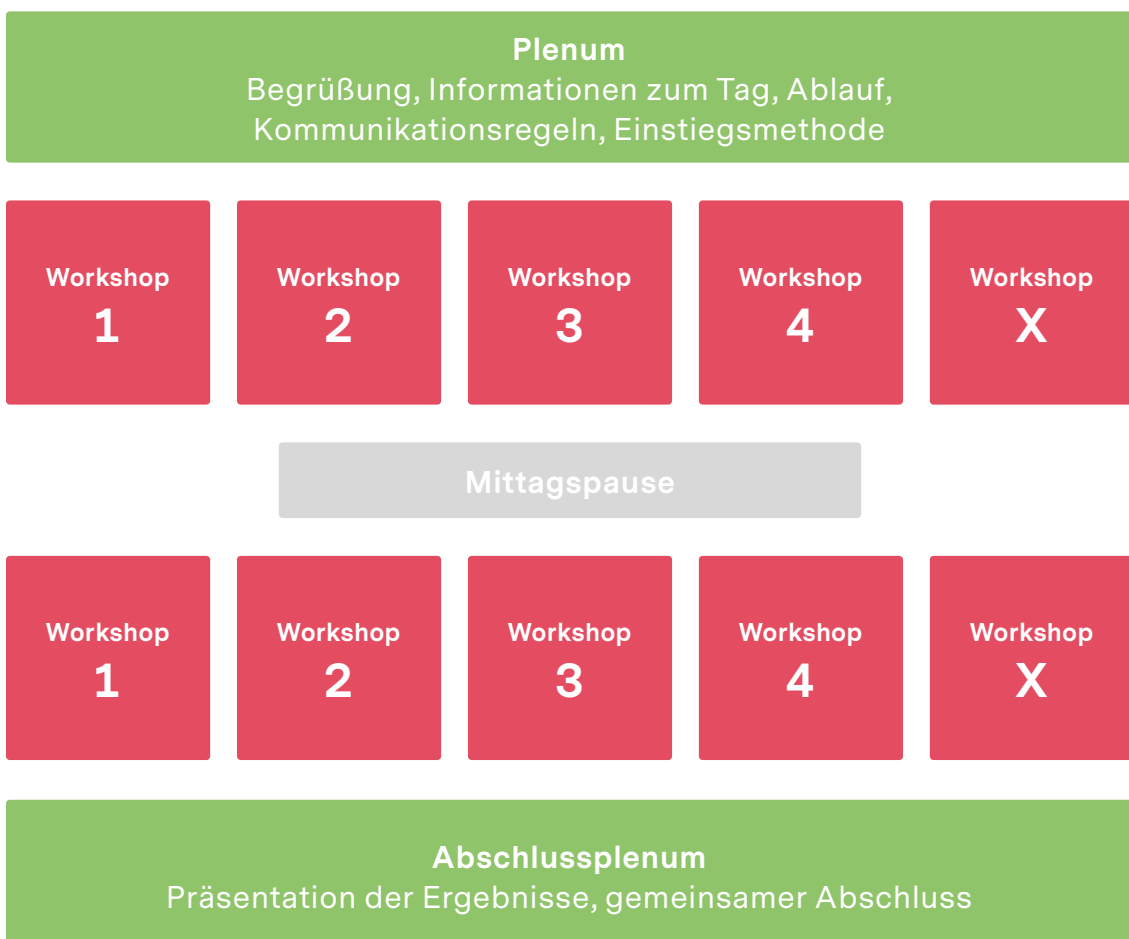 Plenum
Begrüßung, Informationen zum Tag, Ablauf,
Kommunikationsregeln, Einstiegsmethode
Workshop
1
Workshop
2
Workshop
3
Workshop
4
Workshop
X
Mittagspause
Workshop
1
Workshop
2
Workshop
3
Workshop
4
Workshop
X
Abschlussplenum
Präsentation der Ergebnisse, gemeinsamer Abschluss